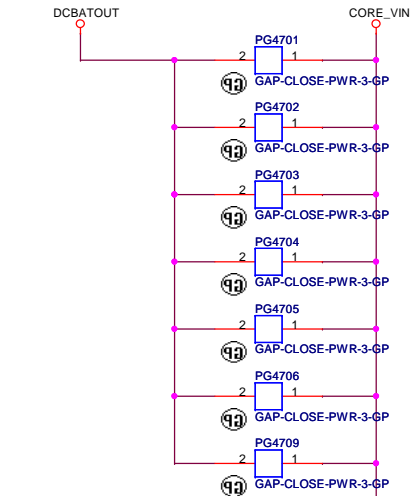 DCBATOUT
CORE_VIN
PG4701
2 1
GAP-CLOSE-PWR-3-GP
PG4702
2 1
GAP-CLOSE-PWR-3-GP
PG4703
2 1
GAP-CLOSE-PWR-3-GP
PG4704
2 1
GAP-CLOSE-PWR-3-GP
PG4705
2 1
GAP-CLOSE-PWR-3-GP
PG4706
2 1
GAP-CLOSE-PWR-3-GP
PG4709
2 1
GAP-CLOSE-PWR-3-GP